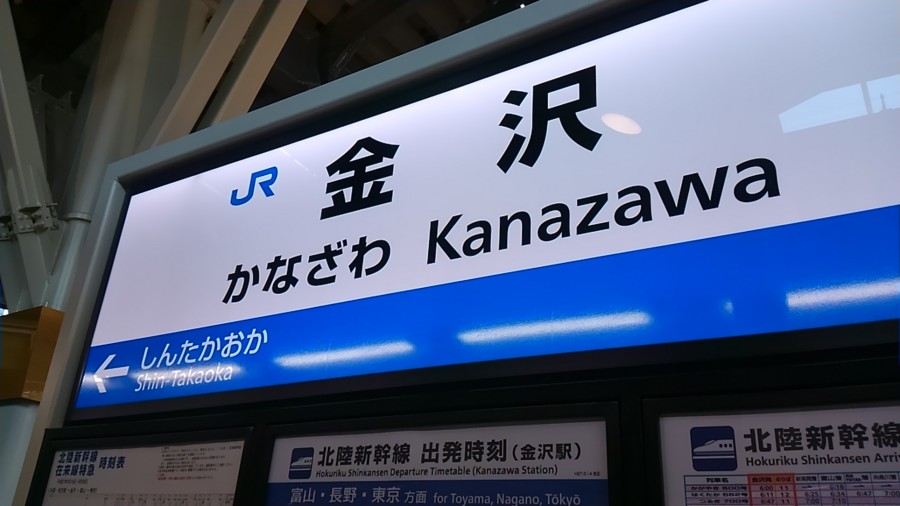 JR 金沢
かなざわ Kanazawa
← しんたかおか
Shin-Takaoka
北陸新幹線
在来線特急 時刻表
北陸新幹線 出発時刻(金沢駅)
Hokuriku Shinkansen Departure Timetable (Kanazawa Station)
富山・長野・東京 方面 for Toyama, Nagano, Tōkyō
北陸新幹線
Hokuriku Shinkansen Arri
列車名